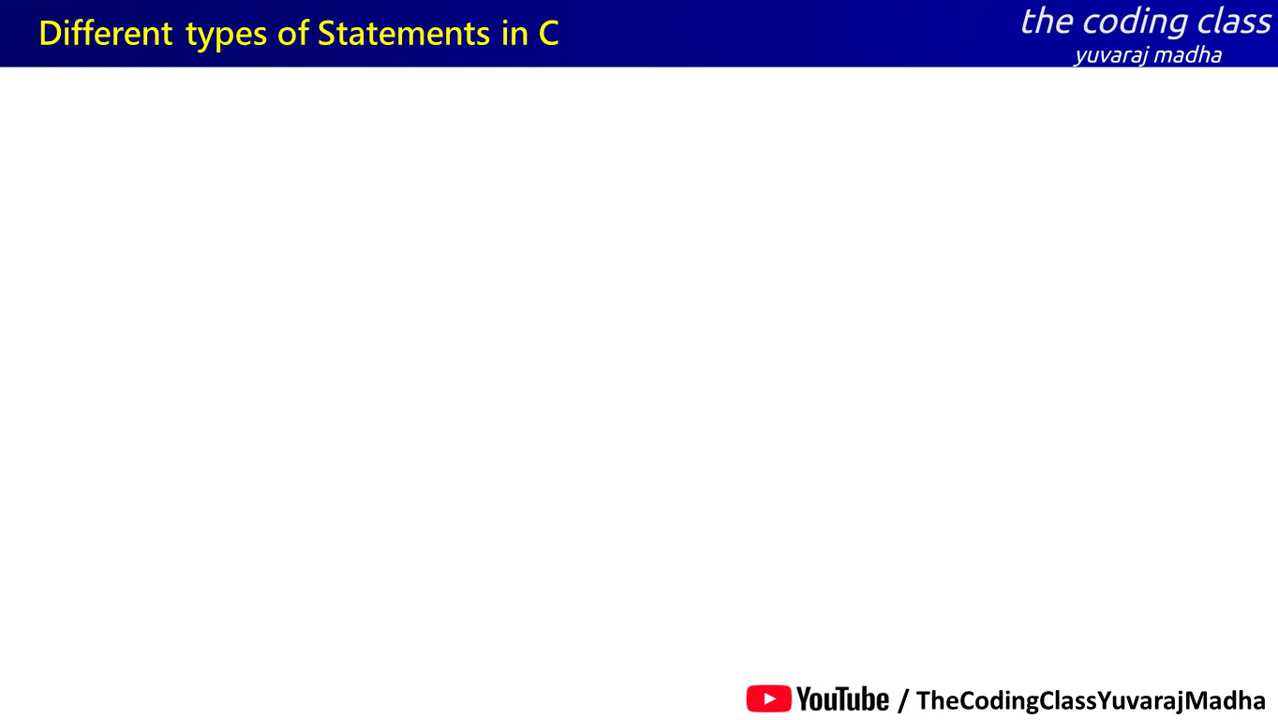 Different types of Statements in C
the coding class
yuvaraj madha
YouTube / TheCodingClassYuvarajMadha